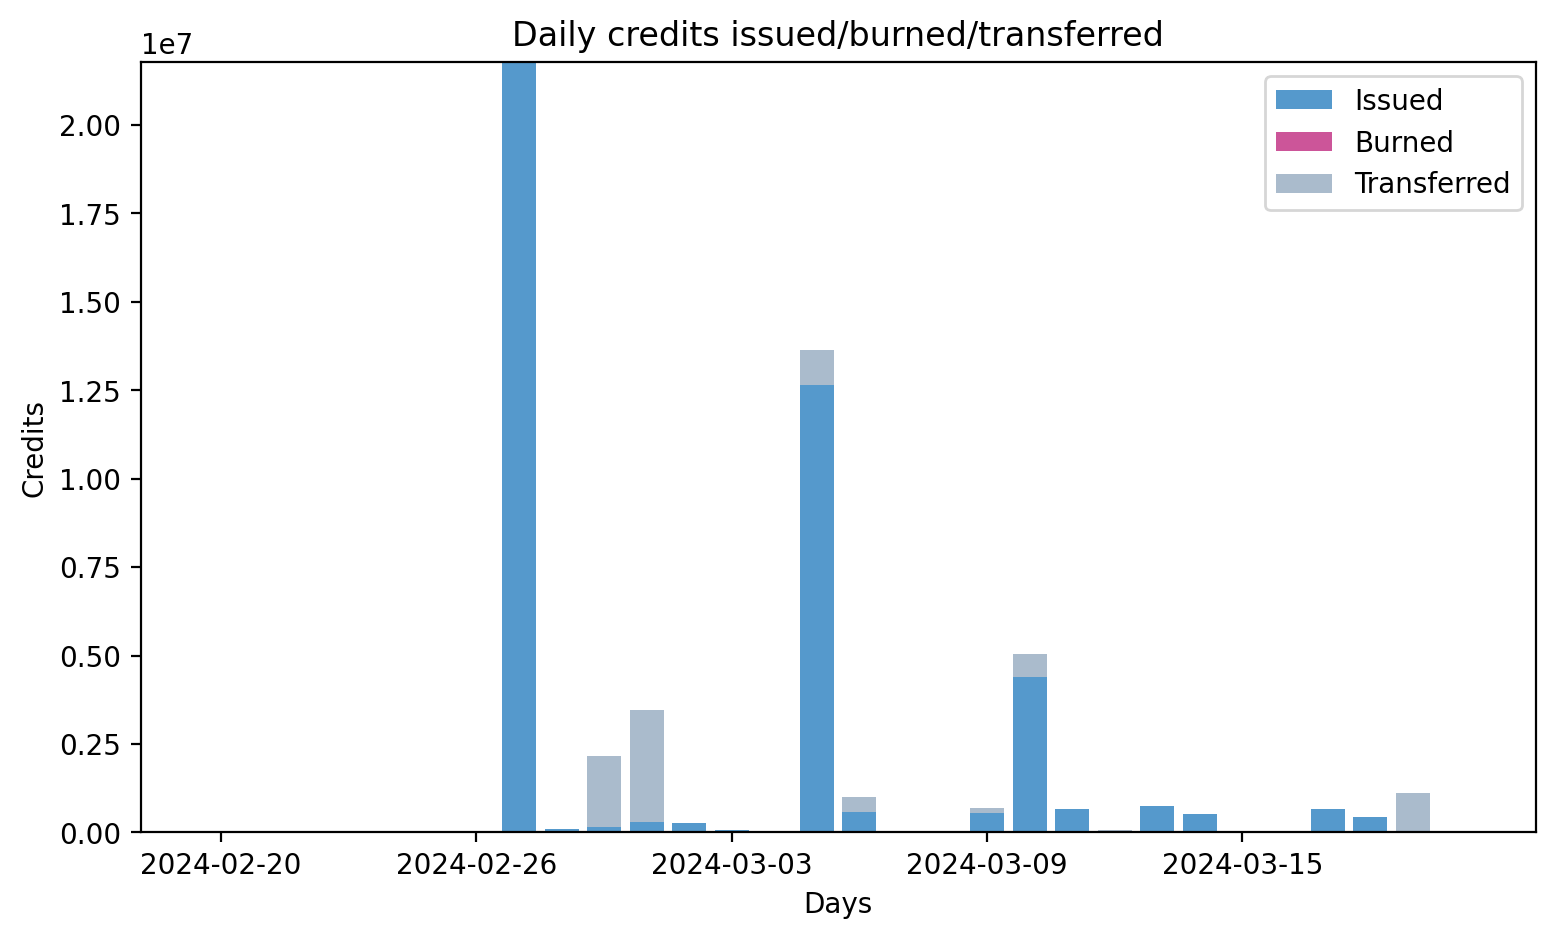 Daily credits issued/burned/transferred
1e7
Issued
Burned
Transferred
2.00
1.75
1.50
1.25
1.00
0.75
0.50
0.25
0.00
Credits
2024-02-20 2024-02-26 2024-03-03 2024-03-09 2024-03-15
Days